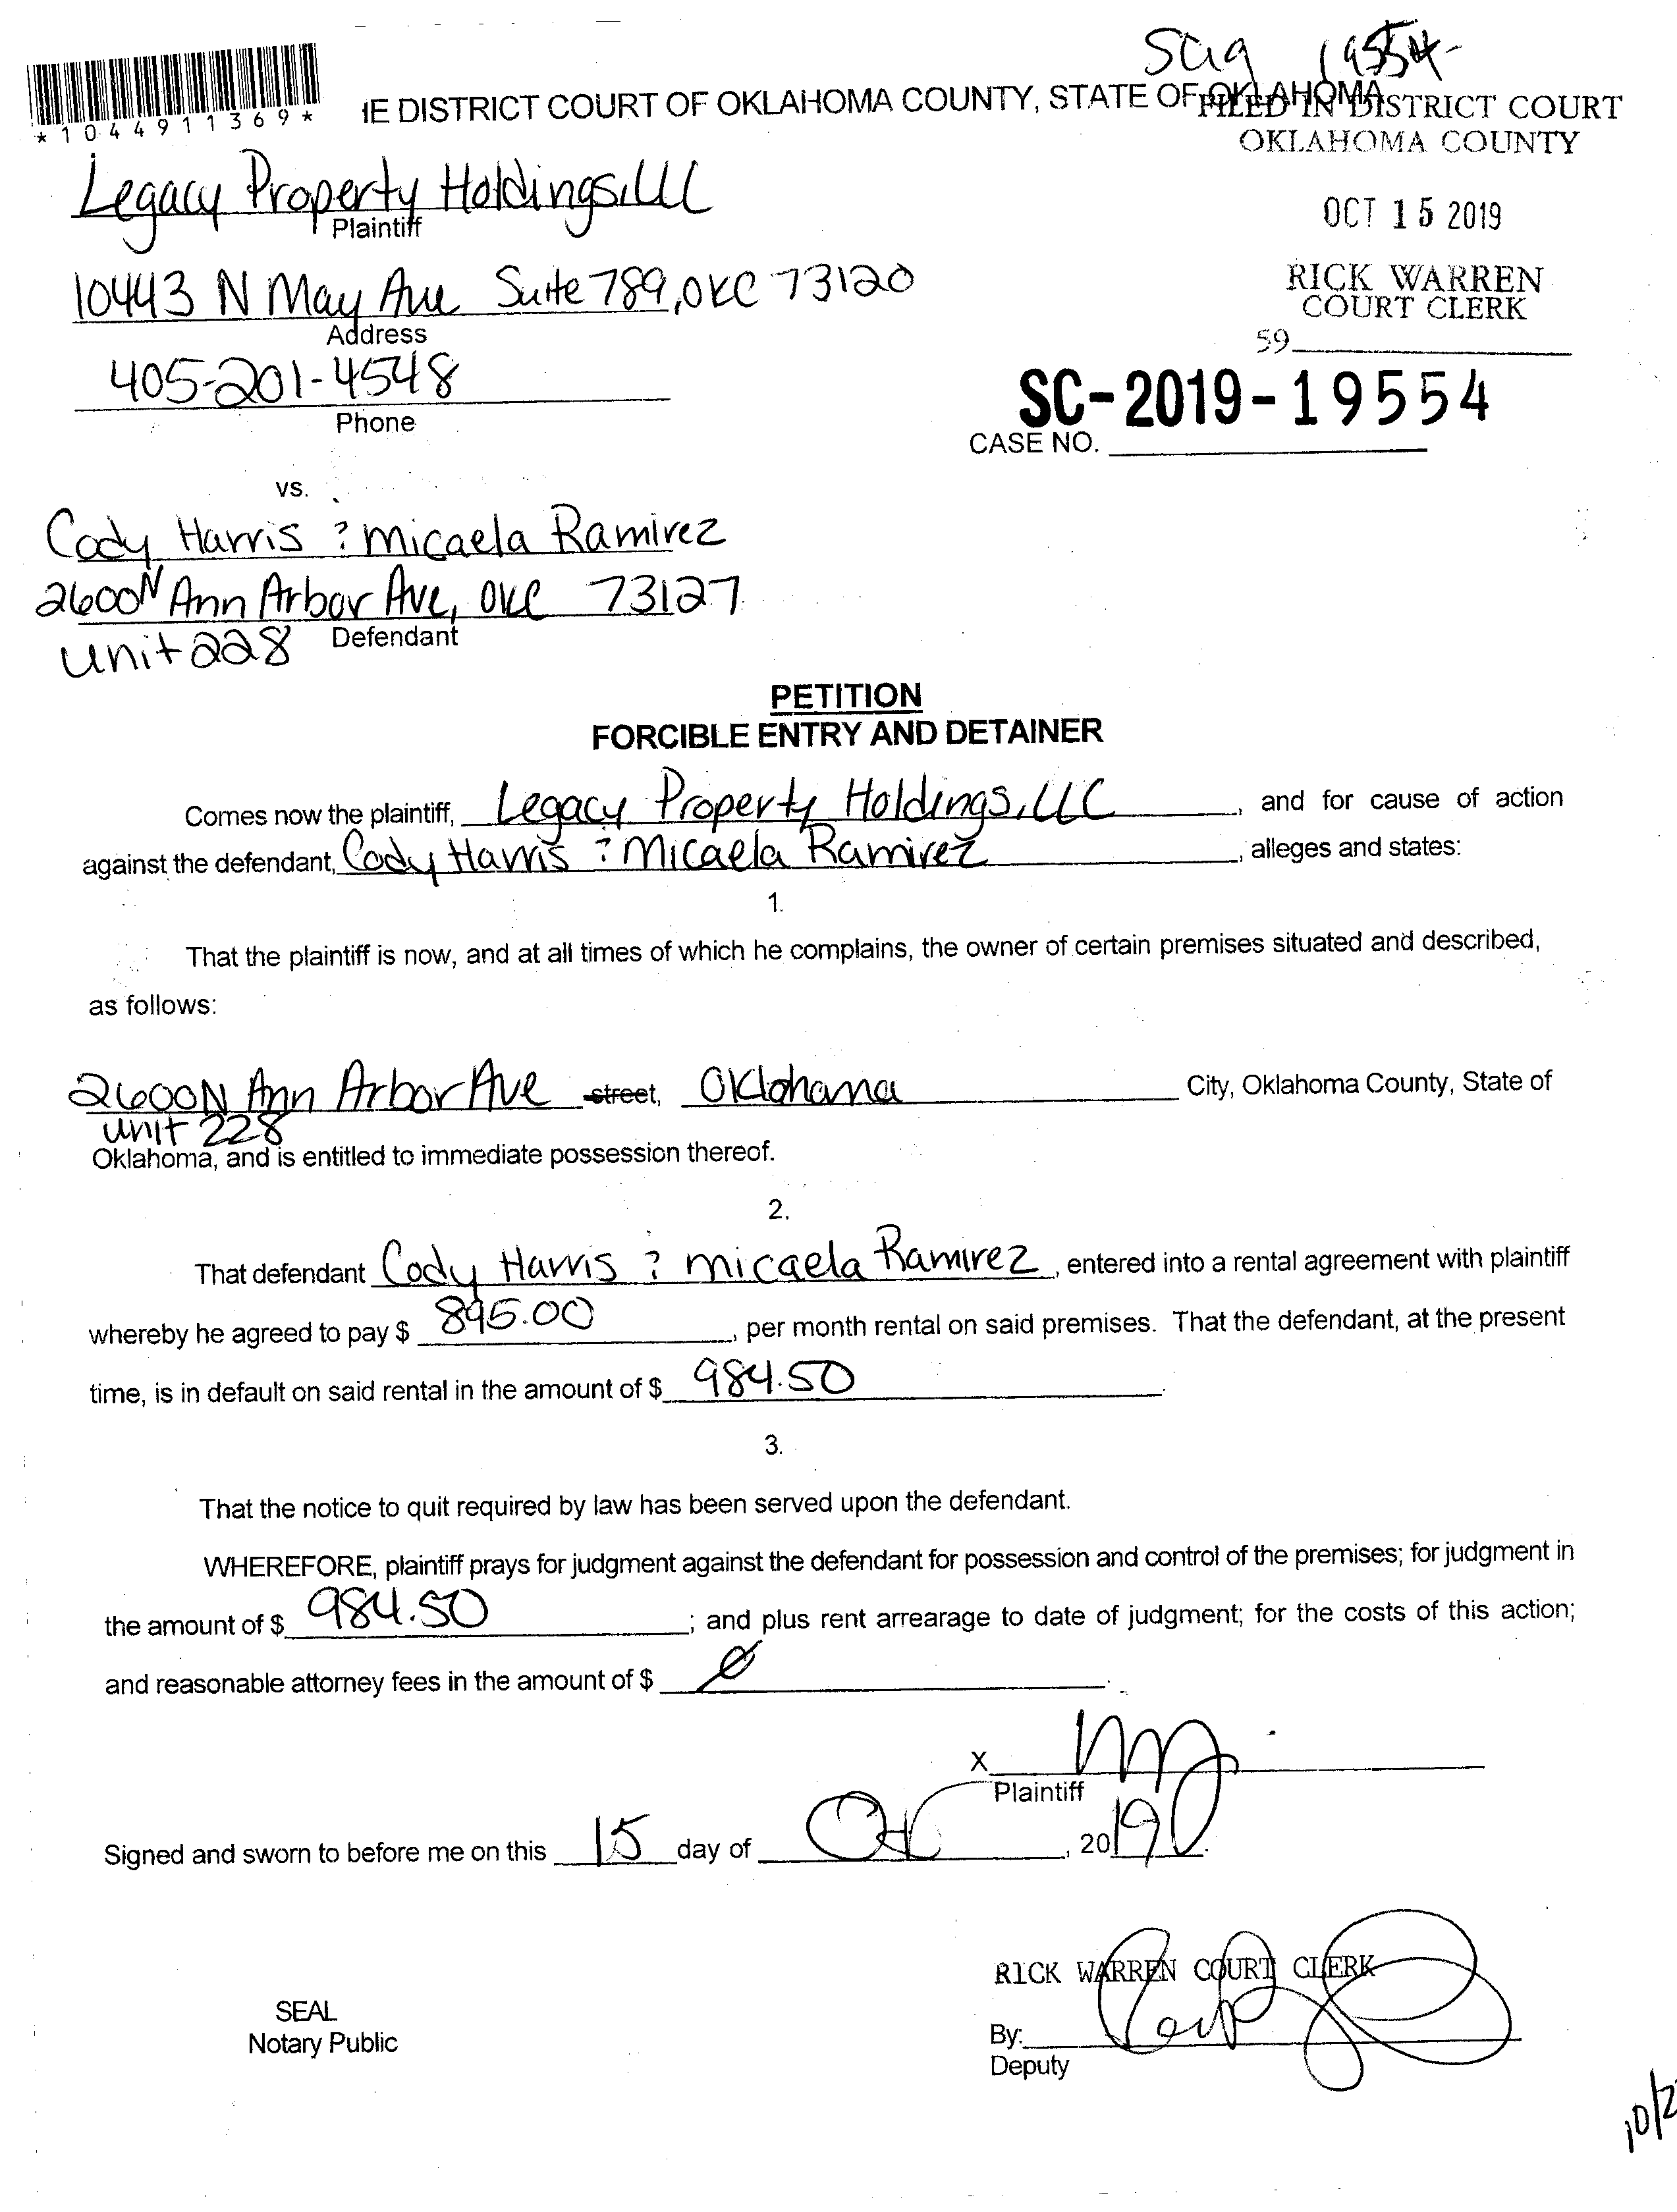 SC19 19554
*1044911369*
IE DISTRICT COURT OF OKLAHOMA COUNTY, STATE OF OKLAHOMA
FILED IN DISTRICT COURT
OKLAHOMA COUNTY
Legacy Property Holdings, LLC
Plaintiff
OCT 15 2019
10443 N May Ave Suite 789, OKC 73120
Address
RICK WARREN
COURT CLERK
59
405-201-4548
Phone
SC-2019-19554
CASE NO.
vs.
Cody Harris & Micaela Ramirez
2600 N Ann Arbor Ave, OKC 73127
unit 228
Defendant
PETITION
FORCIBLE ENTRY AND DETAINER
Comes now the plaintiff, Legacy Property Holdings, LLC, and for cause of action
against the defendant, Cody Harris & Micaela Ramirez, alleges and states:
1.
That the plaintiff is now, and at all times of which he complains, the owner of certain premises situated and described,
as follows:
2600 N Ann Arbor Ave street, Oklahoma City, Oklahoma County, State of
unit 228
Oklahoma, and is entitled to immediate possession thereof.
2.
That defendant Cody Harris & Micaela Ramirez, entered into a rental agreement with plaintiff
whereby he agreed to pay $ 895.00, per month rental on said premises. That the defendant, at the present
time, is in default on said rental in the amount of $ 984.50.
3.
That the notice to quit required by law has been served upon the defendant.
WHEREFORE, plaintiff prays for judgment against the defendant for possession and control of the premises; for judgment in
the amount of $ 984.50; and plus rent arrearage to date of judgment; for the costs of this action;
and reasonable attorney fees in the amount of $ 0.
X
Plaintiff
Signed and sworn to before me on this 15 day of Oct, 2019.
RICK WARREN COURT CLERK
SEAL
Notary Public
By:
Deputy
10/2